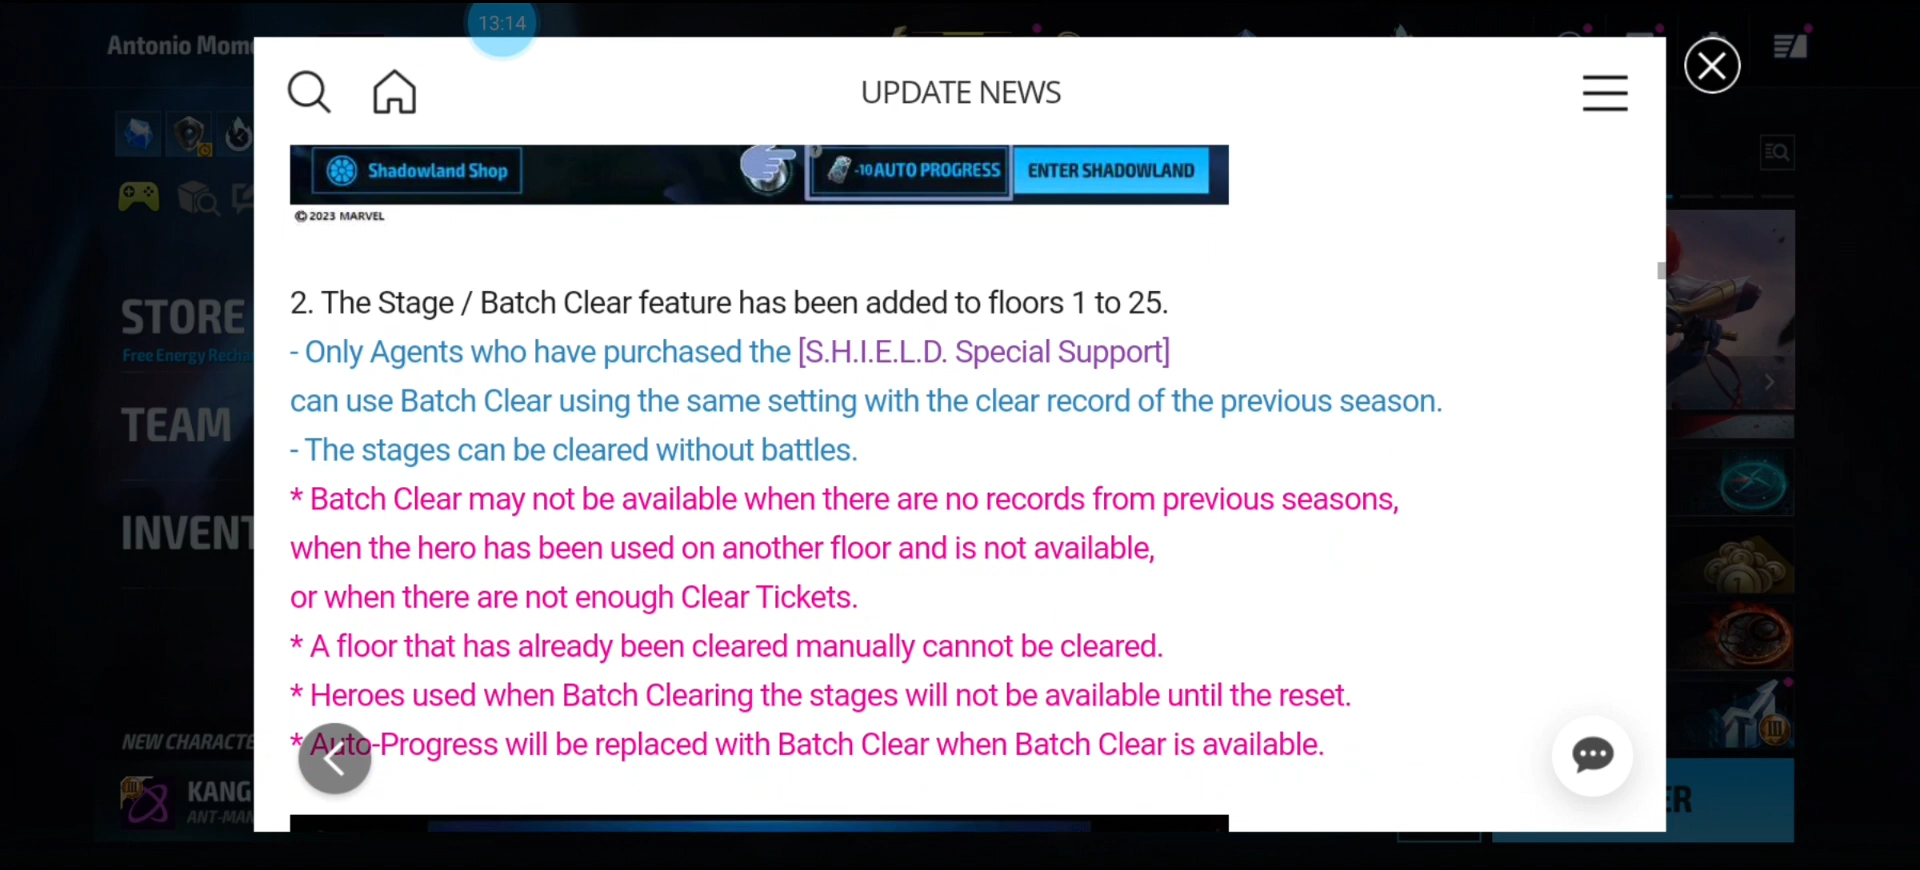 13:14
Antonio Mom
UPDATE NEWS
Shadowland Shop
-10 AUTO PROGRESS
ENTER SHADOWLAND
© 2023 MARVEL
2. The Stage / Batch Clear feature has been added to floors 1 to 25.
- Only Agents who have purchased the [S.H.I.E.L.D. Special Support]
can use Batch Clear using the same setting with the clear record of the previous season.
- The stages can be cleared without battles.
* Batch Clear may not be available when there are no records from previous seasons,
when the hero has been used on another floor and is not available,
or when there are not enough Clear Tickets.
* A floor that has already been cleared manually cannot be cleared.
* Heroes used when Batch Clearing the stages will not be available until the reset.
* Auto-Progress will be replaced with Batch Clear when Batch Clear is available.
STORE
Free Energy Recha
TEAM
INVENT
NEW CHARACTE
KANG
ANT-MAN
ER